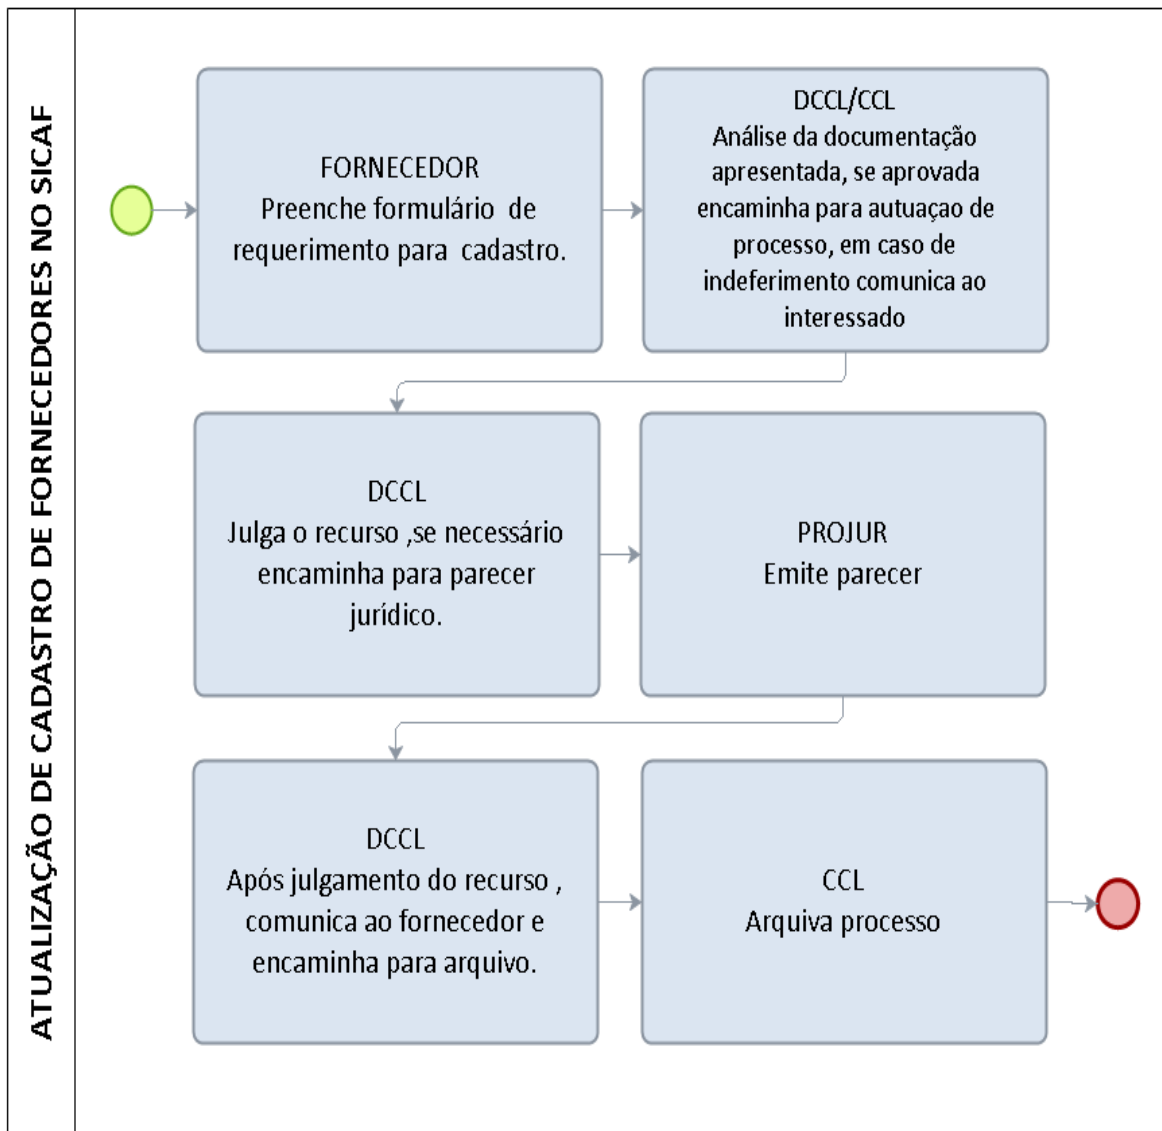 ATUALIZAÇÃO DE CADASTRO DE FORNECEDORES NO SICAF
FORNECEDOR
Preenche formulário de
requerimento para cadastro.
DCCL/CCL
Análise da documentação
apresentada, se aprovada
encaminha para autuaçao de
processo, em caso de
indeferimento comunica ao
interessado
DCCL
Julga o recurso ,se necessário
encaminha para parecer
jurídico.
PROJUR
Emite parecer
DCCL
Após julgamento do recurso ,
comunica ao fornecedor e
encaminha para arquivo.
CCL
Arquiva processo